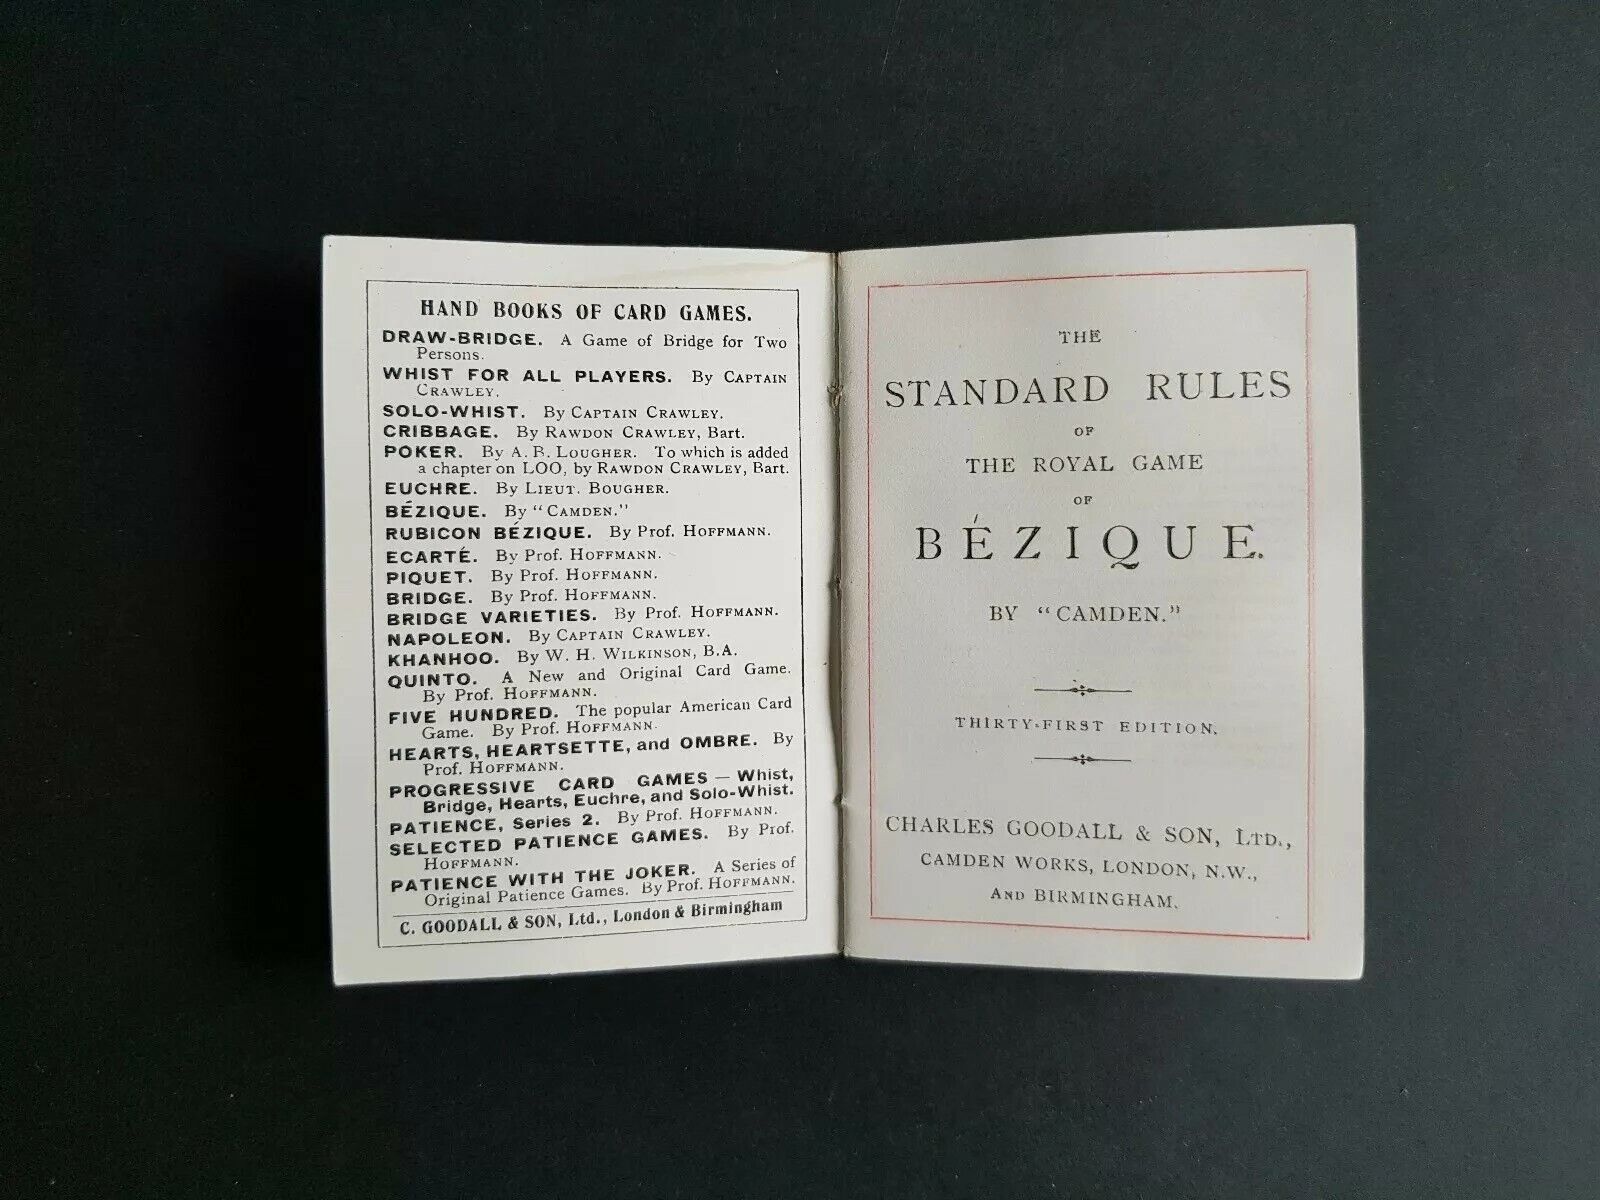 HAND BOOKS OF CARD GAMES.
DRAW-BRIDGE. A Game of Bridge for Two
Persons.
WHIST FOR ALL PLAYERS. By CAPTAIN
CRAWLEY.
SOLO-WHIST. By CAPTAIN CRAWLEY.
CRIBBAGE. By RAWDON CRAWLEY, Bart.
POKER. By A. B. LOUGHER. To which is added
a chapter on LOO, by RAWDON CRAWLEY, Bart.
EUCHRE. By LIEUT. BOUGHER.
BÉZIQUE. By "CAMDEN."
RUBICON BÉZIQUE. By Prof. HOFFMANN.
ECARTÉ. By Prof. HOFFMANN.
PIQUET. By Prof. HOFFMANN.
BRIDGE. By Prof. HOFFMANN.
BRIDGE VARIETIES. By Prof. HOFFMANN.
NAPOLEON. By CAPTAIN CRAWLEY.
KHANHOO. By W. H. WILKINSON, B.A.
QUINTO. A New and Original Card Game.
By Prof. HOFFMANN.
FIVE HUNDRED. The popular American Card
Game. By Prof. HOFFMANN.
HEARTS, HEARTSETTE, and OMBRE. By
Prof. HOFFMANN.
PROGRESSIVE CARD GAMES — Whist,
Bridge, Hearts, Euchre, and Solo-Whist.
PATIENCE, Series 2. By Prof. HOFFMANN.
SELECTED PATIENCE GAMES. By Prof.
HOFFMANN.
PATIENCE WITH THE JOKER. A Series of
Original Patience Games. By Prof. HOFFMANN.
C. GOODALL & SON, Ltd., London & Birmingham
THE
STANDARD RULES
OF
THE ROYAL GAME
OF
BÉZIQUE.
BY "CAMDEN."
THIRTY-FIRST EDITION.
CHARLES GOODALL & SON, LTD.,
CAMDEN WORKS, LONDON, N.W.,
AND BIRMINGHAM.